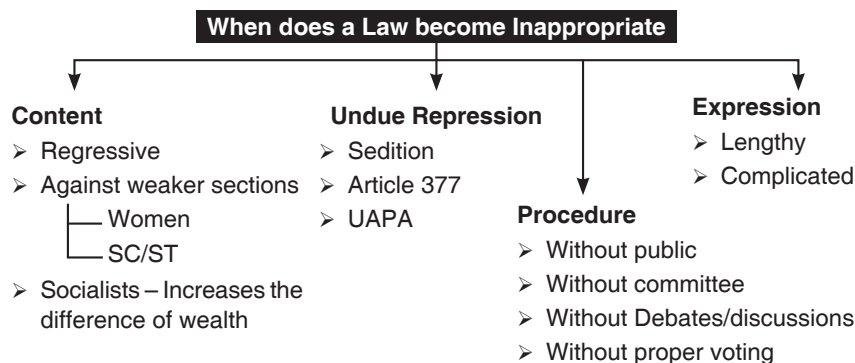 When does a Law become Inappropriate
Content
➢ Regressive
➢ Against weaker sections
Women
SC/ST
➢ Socialists – Increases the
difference of wealth
Undue Repression
➢ Sedition
➢ Article 377
➢ UAPA
Procedure
➢ Without public
➢ Without committee
➢ Without Debates/discussions
➢ Without proper voting
Expression
➢ Lengthy
➢ Complicated